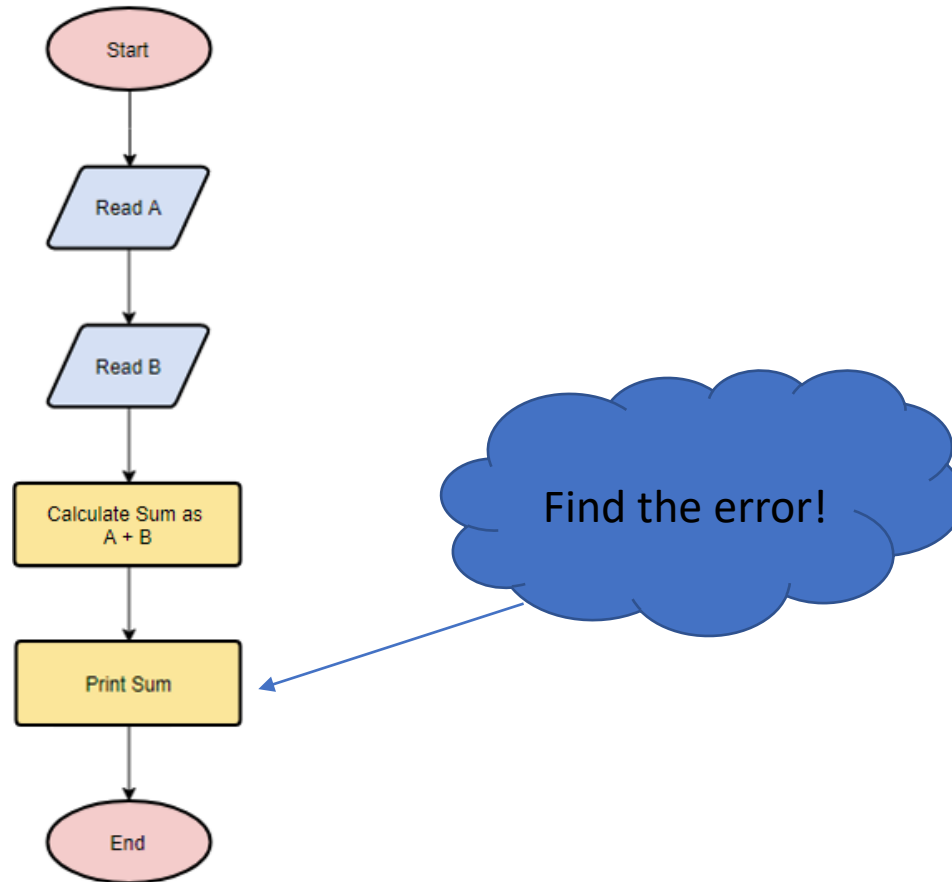 Start
Read A
Read B
Calculate Sum as
A + B
Find the error!
Print Sum
End